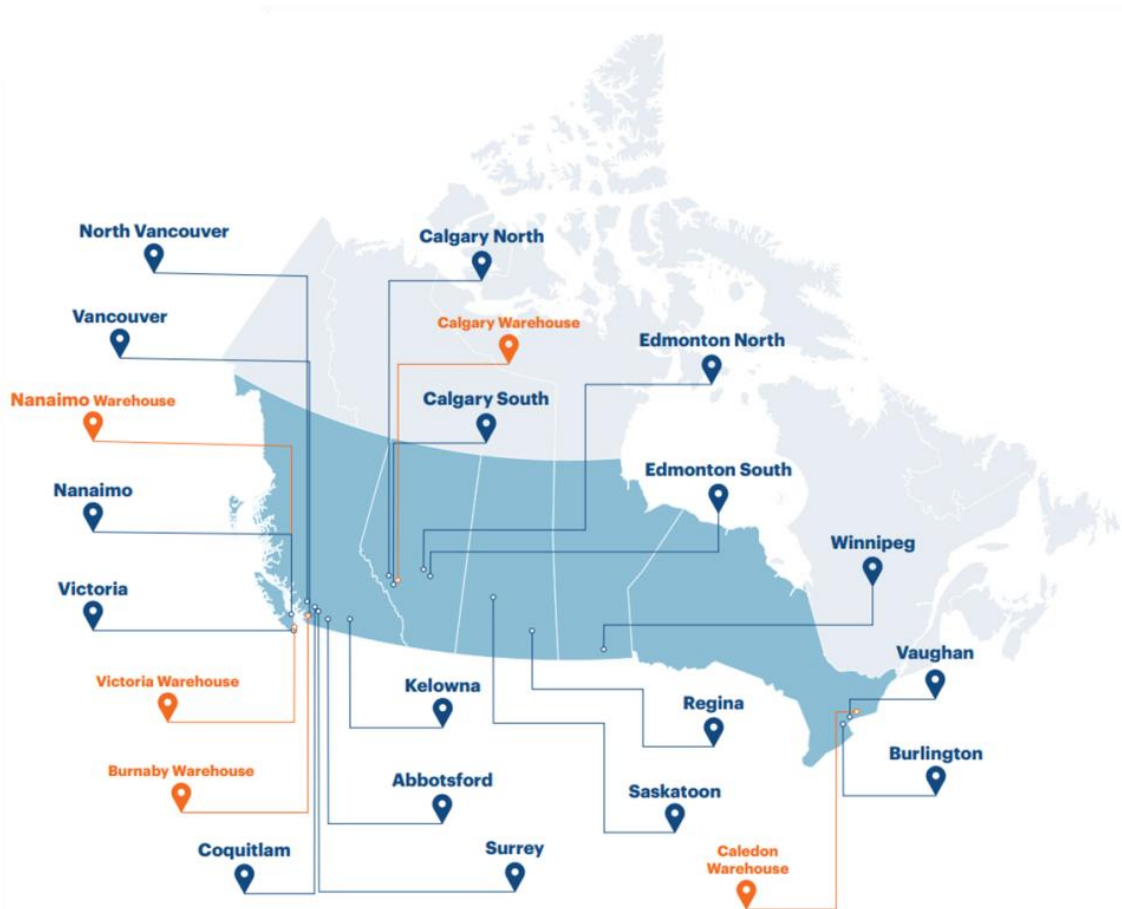 North Vancouver
Calgary North
Vancouver
Calgary Warehouse
Edmonton North
Nanaimo Warehouse
Calgary South
Nanaimo
Edmonton South
Winnipeg
Victoria
Vaughan
Victoria Warehouse
Kelowna
Regina
Burnaby Warehouse
Abbotsford
Burlington
Saskatoon
Coquitlam
Surrey
Caledon
Warehouse